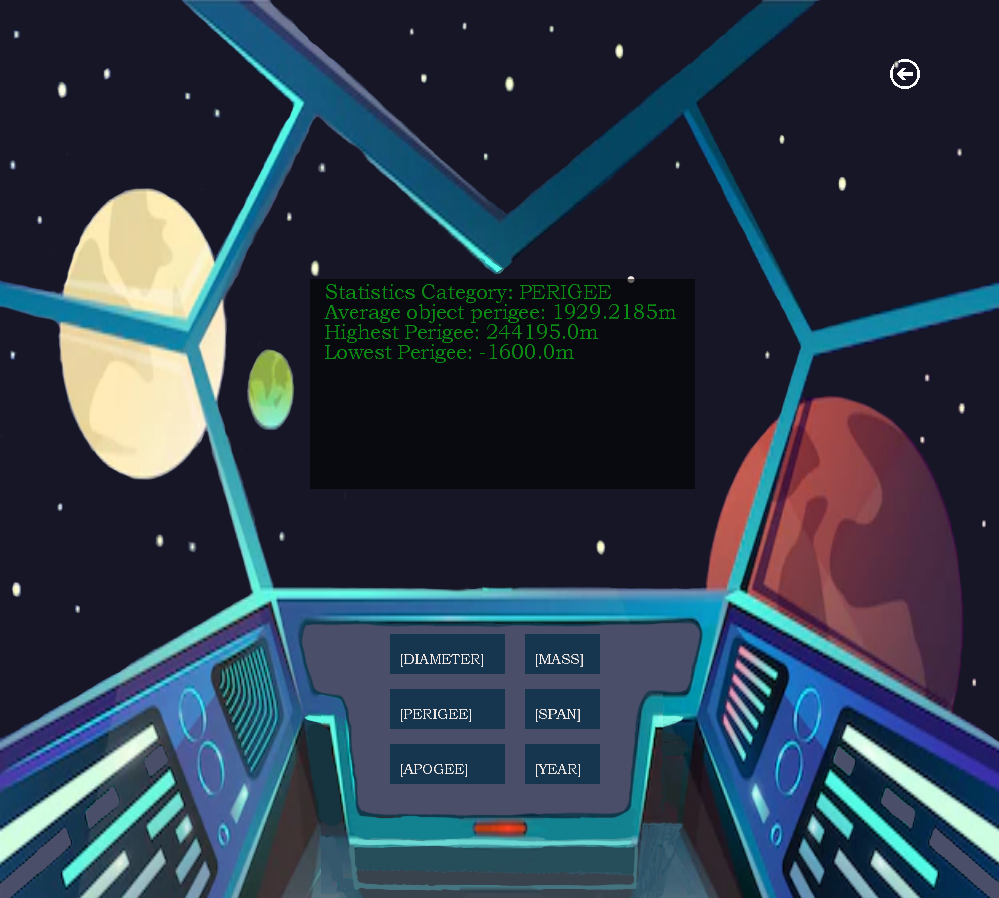 Statistics Category: PERIGEE
Average object perigee: 1929.2185m
Highest Perigee: 244195.0m
Lowest Perigee: -1600.0m
[DIAMETER] [MASS]
[PERIGEE] [SPAN]
[APOGEE] [YEAR]